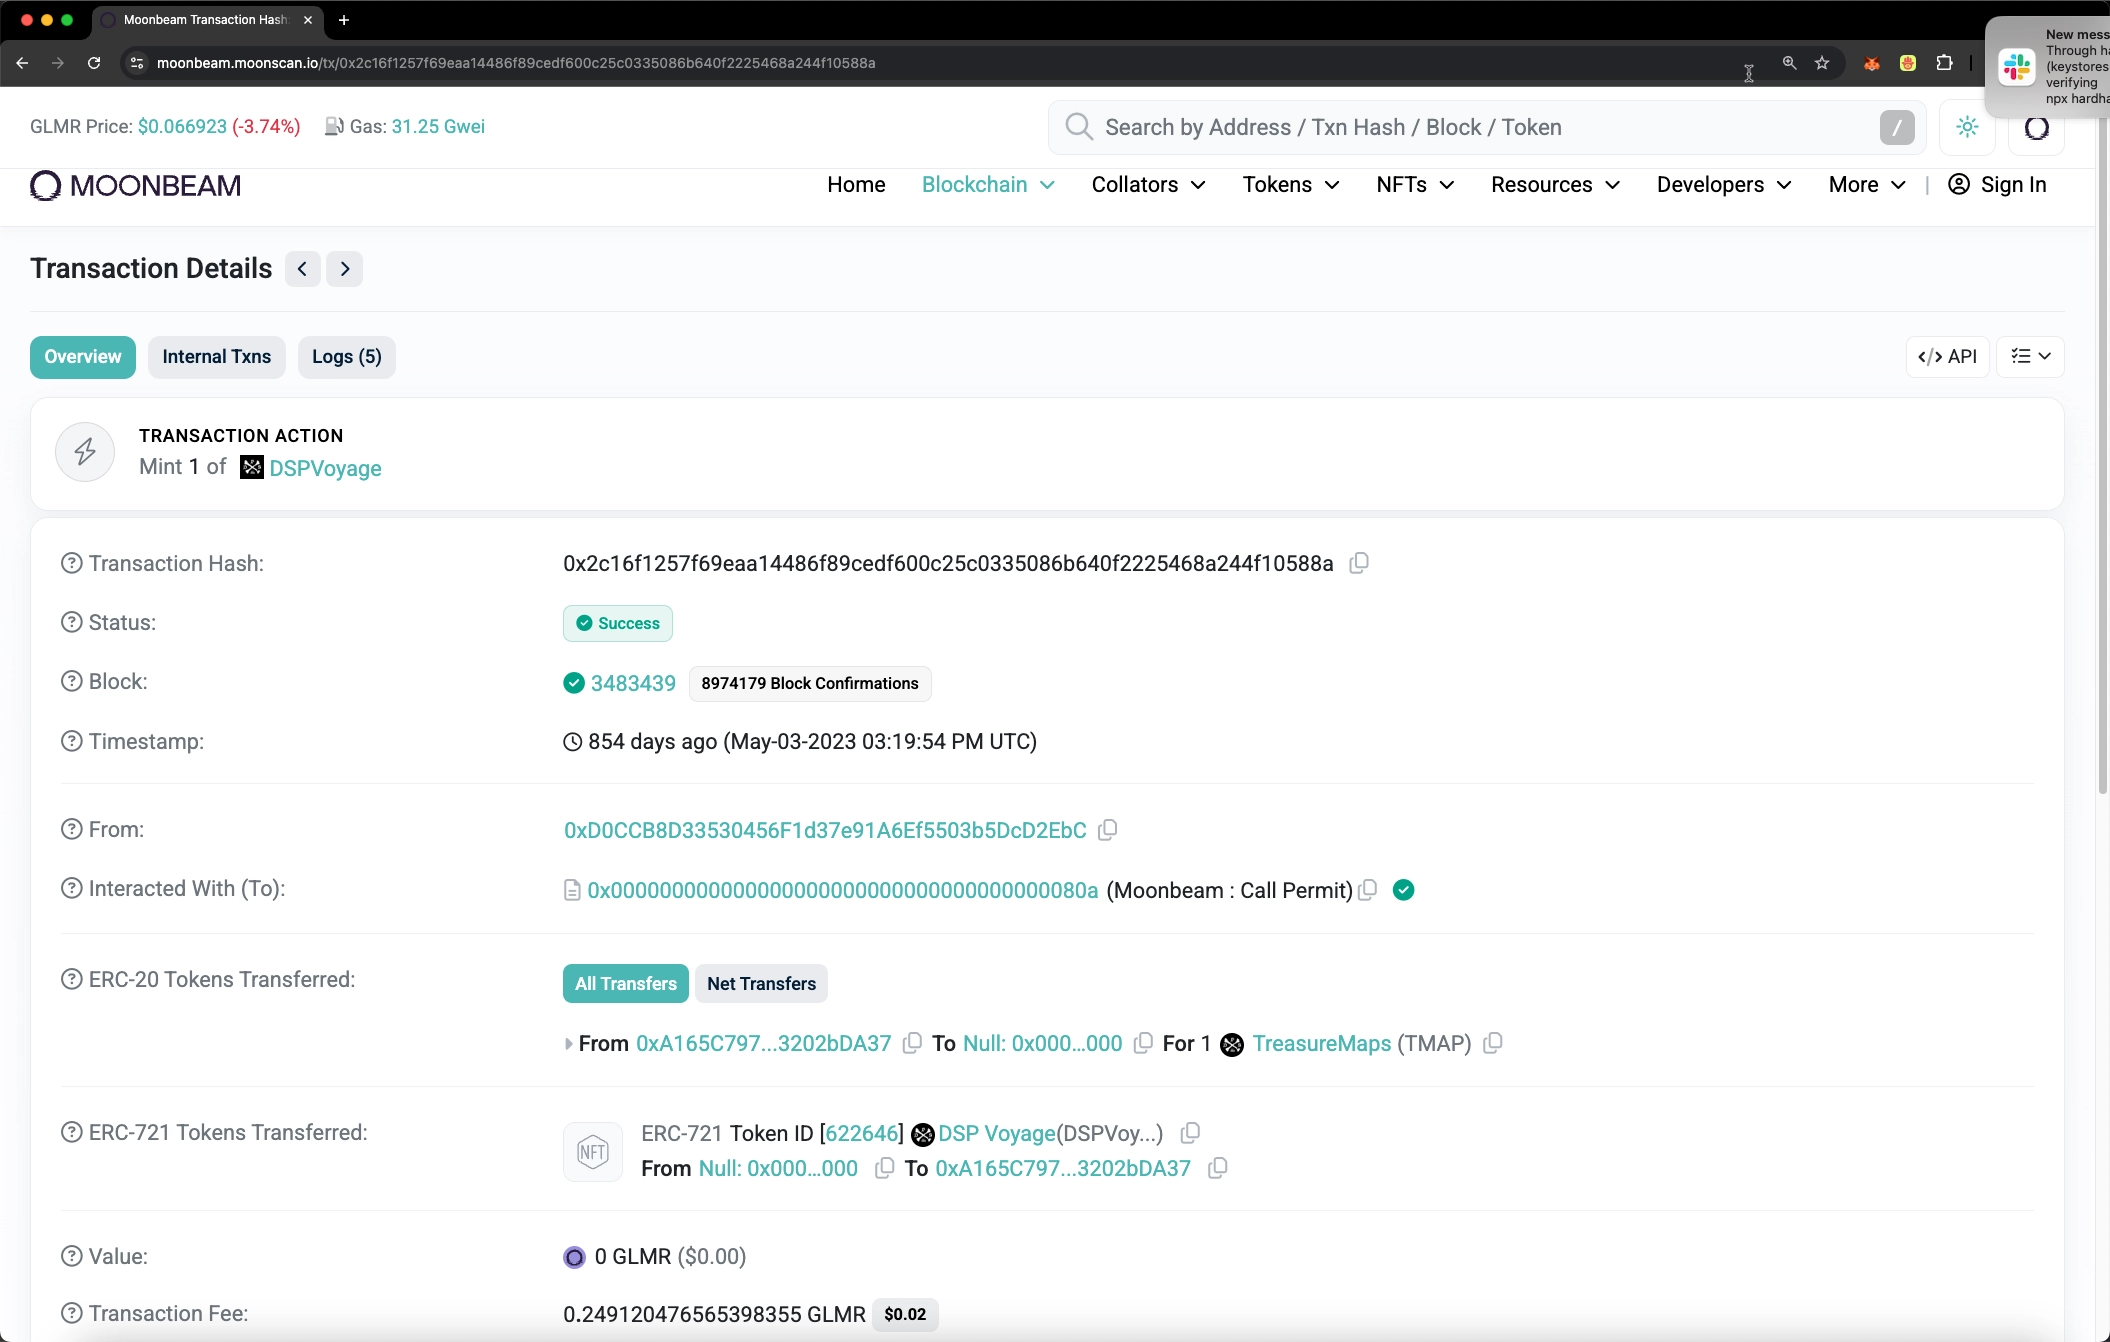 Moonbeam Transaction Hash:
moonbeam.moonscan.io/tx/0x2c16f1257f69eaa14486f89cedf600c25c0335086b640f2225468a244f10588a
New mess
Through ha
(keystores
verifying
npx hardha
GLMR Price: $0.066923 (-3.74%) Gas: 31.25 Gwei
Search by Address / Txn Hash / Block / Token /
MOONBEAM Home Blockchain Collators Tokens NFTs Resources Developers More | Sign In
Transaction Details
Overview Internal Txns Logs (5) </> API
TRANSACTION ACTION
Mint 1 of DSPVoyage
Transaction Hash: 0x2c16f1257f69eaa14486f89cedf600c25c0335086b640f2225468a244f10588a
Status: Success
Block: 3483439 8974179 Block Confirmations
Timestamp: 854 days ago (May-03-2023 03:19:54 PM UTC)
From: 0xD0CCB8D33530456F1d37e91A6Ef5503b5DcD2EbC
Interacted With (To): 0x000000000000000000000000000000000000080a (Moonbeam : Call Permit)
ERC-20 Tokens Transferred: All Transfers Net Transfers
From 0xA165C797...3202bDA37 To Null: 0x000...000 For 1 TreasureMaps (TMAP)
ERC-721 Tokens Transferred: NFT ERC-721 Token ID [622646] DSP Voyage(DSPVoy...)
From Null: 0x000...000 To 0xA165C797...3202bDA37
Value: 0 GLMR ($0.00)
Transaction Fee: 0.249120476565398355 GLMR $0.02